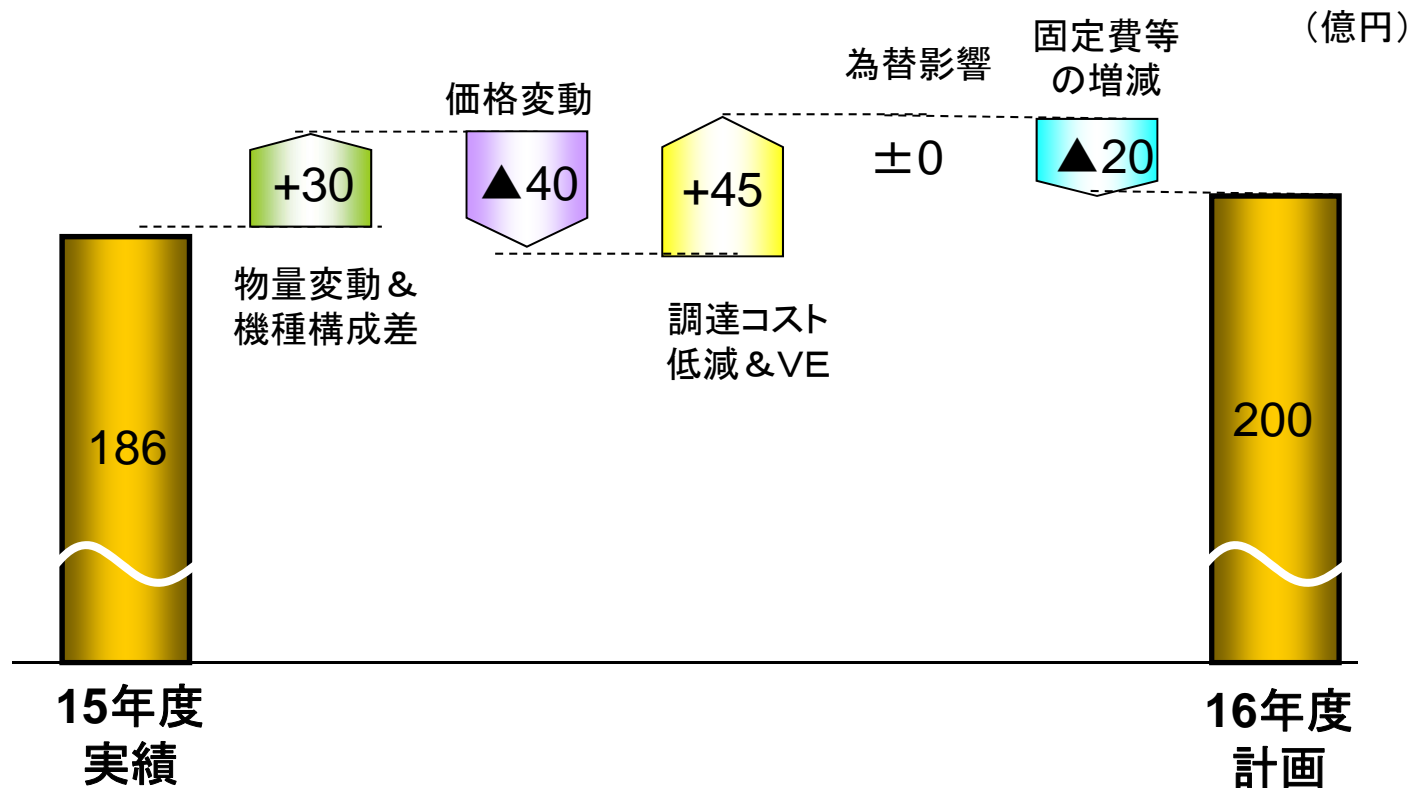 （億円）
価格変動
為替影響
固定費等
の増減
+30
▲40
+45
±0
▲20
物量変動＆
機種構成差
調達コスト
低減＆VE
186
200
15年度
実績
16年度
計画